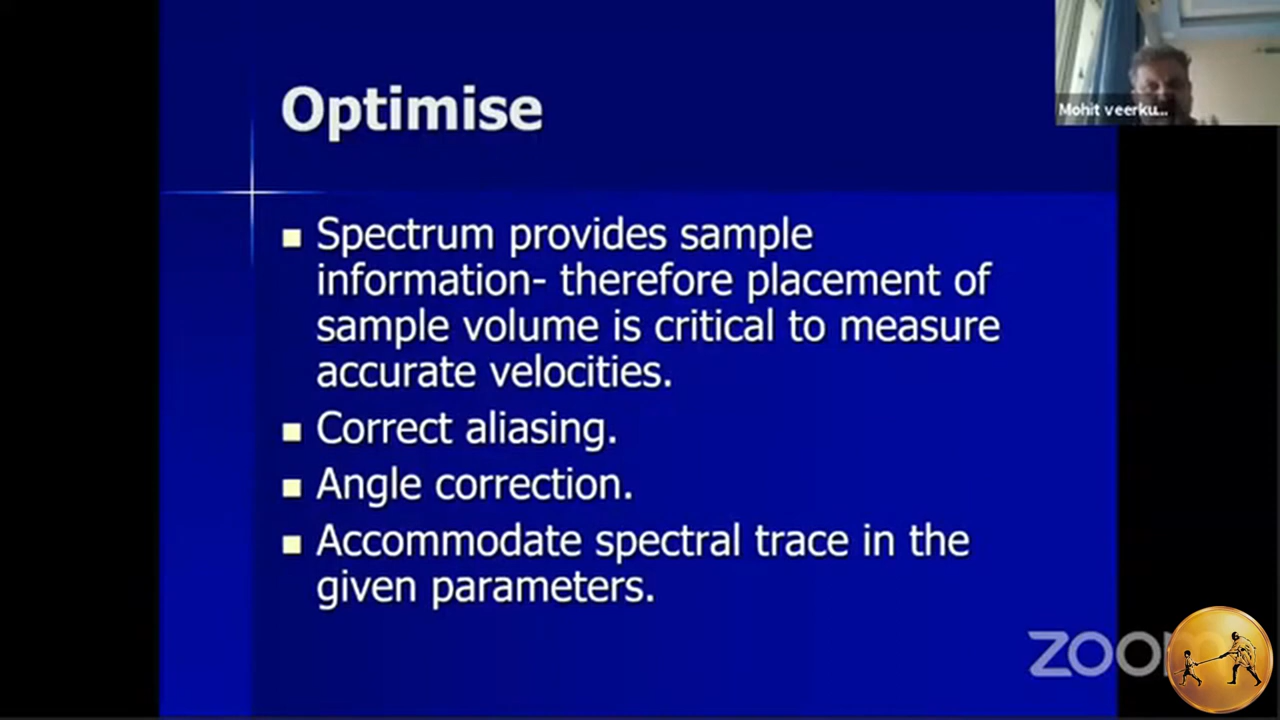 Optimise
Mohit veerku...
■ Spectrum provides sample
information- therefore placement of
sample volume is critical to measure
accurate velocities.
■ Correct aliasing.
■ Angle correction.
■ Accommodate spectral trace in the
given parameters.
zoom